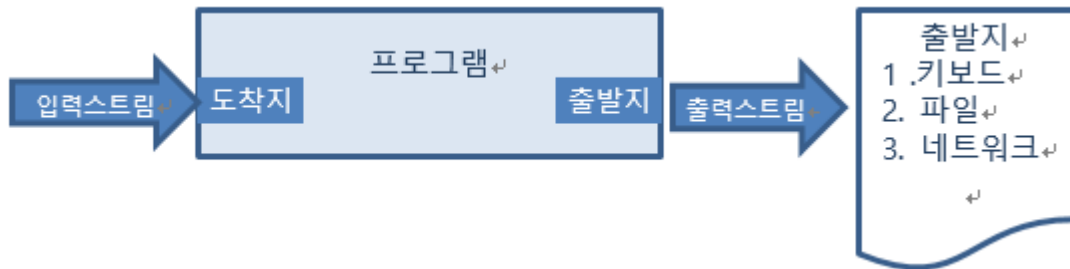 입력스트림↵
도착지
프로그램↵
출발지
출력스트림↵
출발지↵
1 .키보드↵
2. 파일↵
3. 네트워크↵
↵